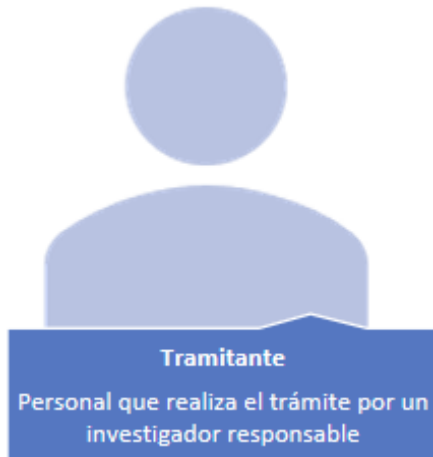 Tramitante
Personal que realiza el trámite por un
investigador responsable